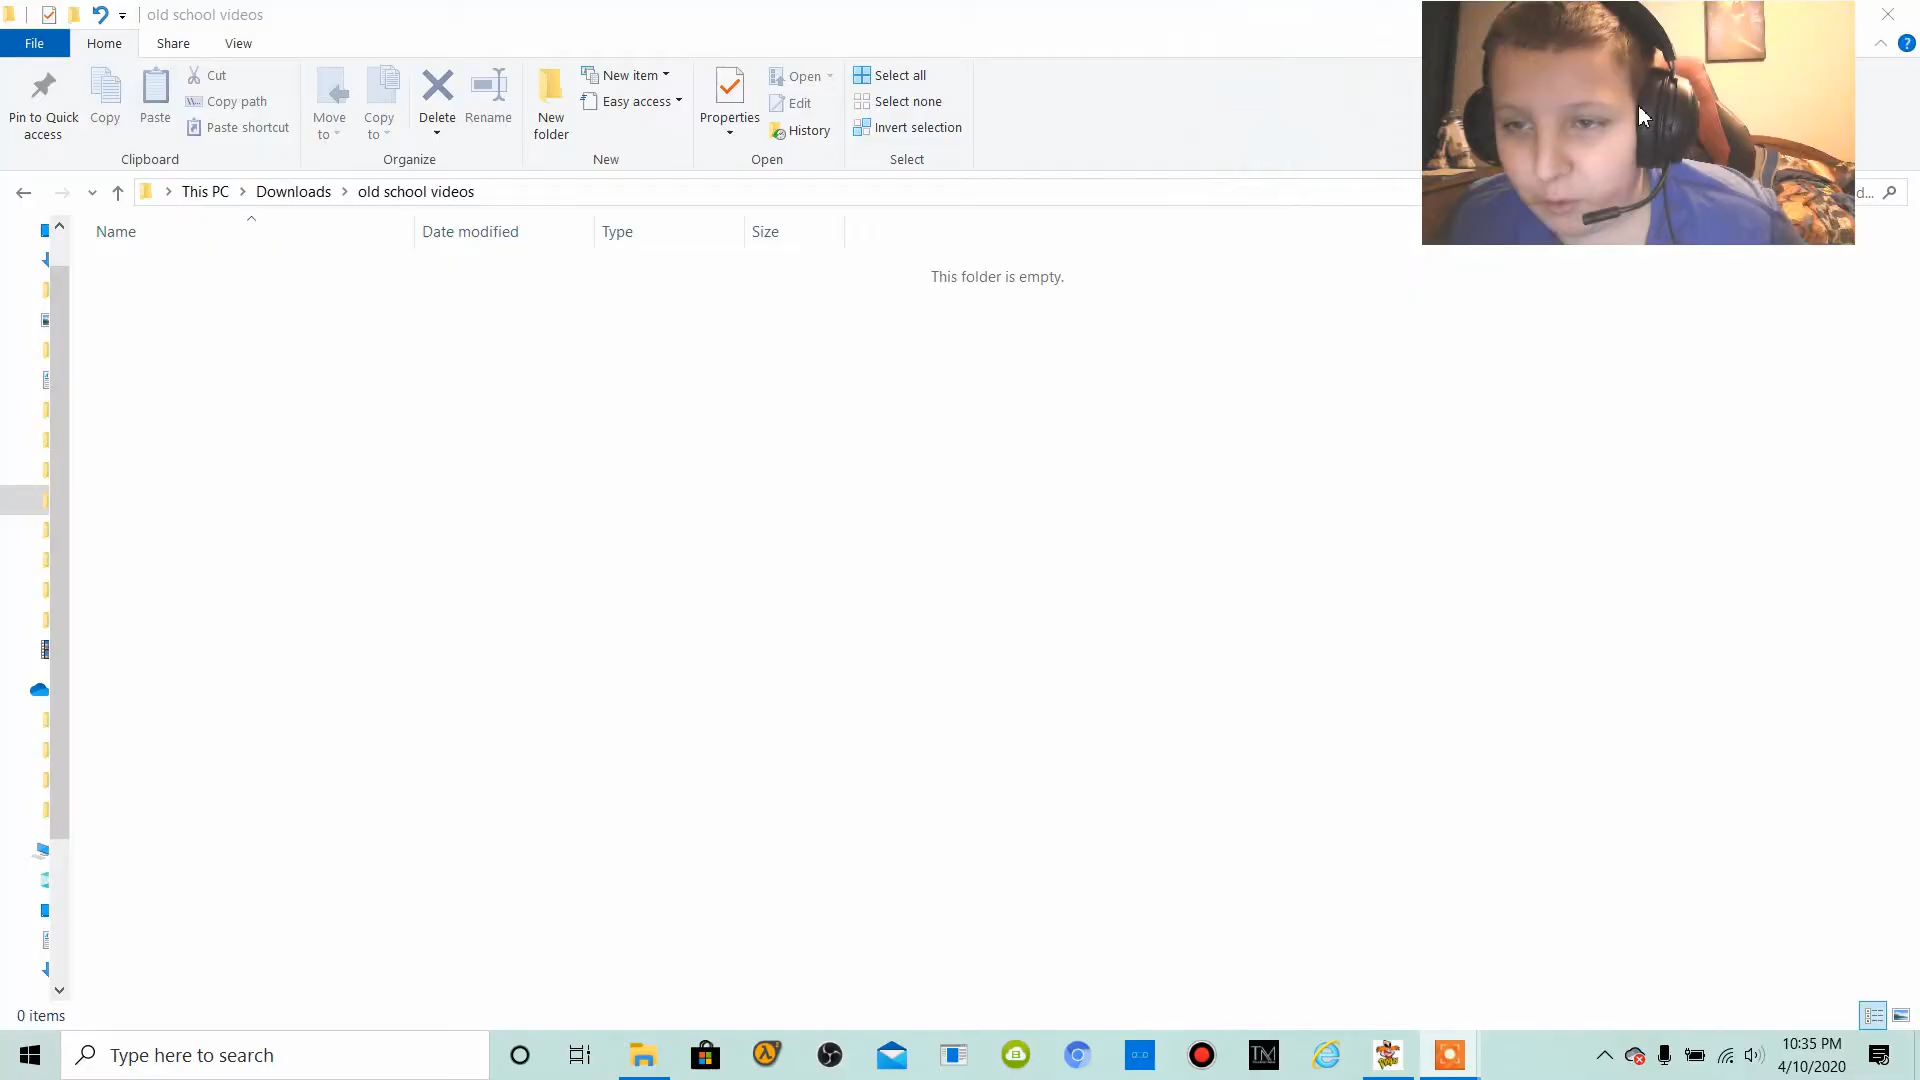 old school videos
File Home Share View
Pin to Quick access
Copy
Paste
Cut
Copy path
Paste shortcut
Clipboard
Move to
Copy to
Delete
Rename
Organize
New folder
New item
Easy access
New
Properties
Open
Edit
History
Open
Select all
Select none
Invert selection
Select
This PC > Downloads > old school videos
d...
Name Date modified Type Size
This folder is empty.
0 items
Type here to search
TM
10:35 PM
4/10/2020